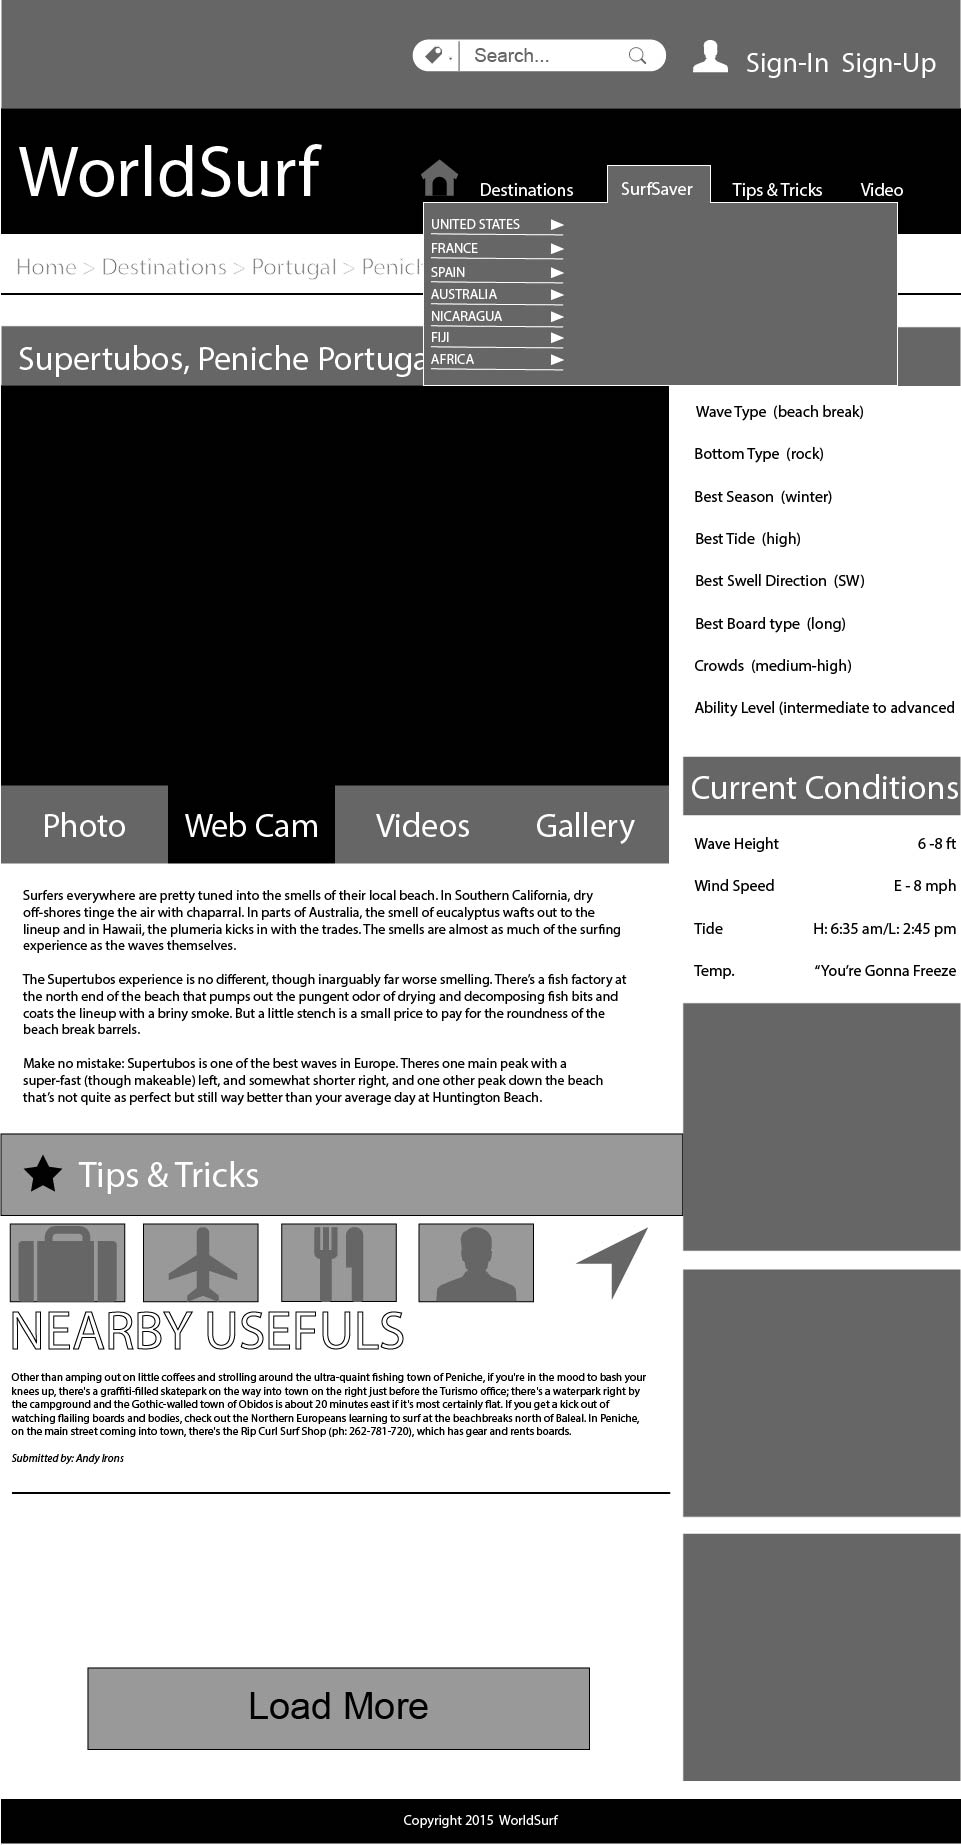 Search...
Sign-In Sign-Up
WorldSurf
Destinations
SurfSaver
Tips & Tricks
Video
UNITED STATES
FRANCE
SPAIN
AUSTRALIA
NICARAGUA
FIJI
AFRICA
Home > Destinations > Portugal >
Supertubos, Peniche
Wave Type (beach break)
Bottom Type (rock)
Best Season (winter)
Best Tide (high)
Best Swell Direction (SW)
Best Board type (long)
Crowds (medium-high)
Ability Level (intermediate to advanced
Photo
Web Cam
Videos
Gallery
Current Conditions
Wave Height 6 -8 ft
Wind Speed E - 8 mph
Tide H: 6:35 am/L: 2:45 pm
Temp. “You’re Gonna Freeze
Surfers everywhere are pretty tuned into the smells of their local beach. In Southern California, dry
off-shores tinge the air with chaparral. In parts of Australia, the smell of eucalyptus wafts out to the
lineup and in Hawaii, the plumeria kicks in with the trades. The smells are almost as much of the surfing
experience as the waves themselves.
The Supertubos experience is no different, though inarguably far worse smelling. There’s a fish factory at
the north end of the beach that pumps out the pungent odor of drying and decomposing fish bits and
coats the lineup with a briny smoke. But a little stench is a small price to pay for the roundness of the
beach break barrels.
Make no mistake: Supertubos is one of the best waves in Europe. Theres one main peak with a
super-fast (though makeable) left, and somewhat shorter right, and one other peak down the beach
that’s not quite as perfect but still way better than your average day at Huntington Beach.
Tips & Tricks
NEARBY USEFULS
Other than amping out on little coffees and strolling around the ultra-quaint fishing town of Peniche, if you're in the mood to bash your
knees up, there's a graffiti-filled skatepark on the way into town on the right just before the Turismo office; there's a waterpark right by
the campground and the Gothic-walled town of Obidos is about 20 minutes east if it's most certainly flat. If you get a kick out of
watching flailing boards and bodies, check out the Northern Europeans learning to surf at the beachbreaks north of Baleal. In Peniche,
on the main street coming into town, there's the Rip Curl Surf Shop (ph: 262-781-720), which has gear and rents boards.
Submitted by: Andy Irons
Load More
Copyright 2015 WorldSurf